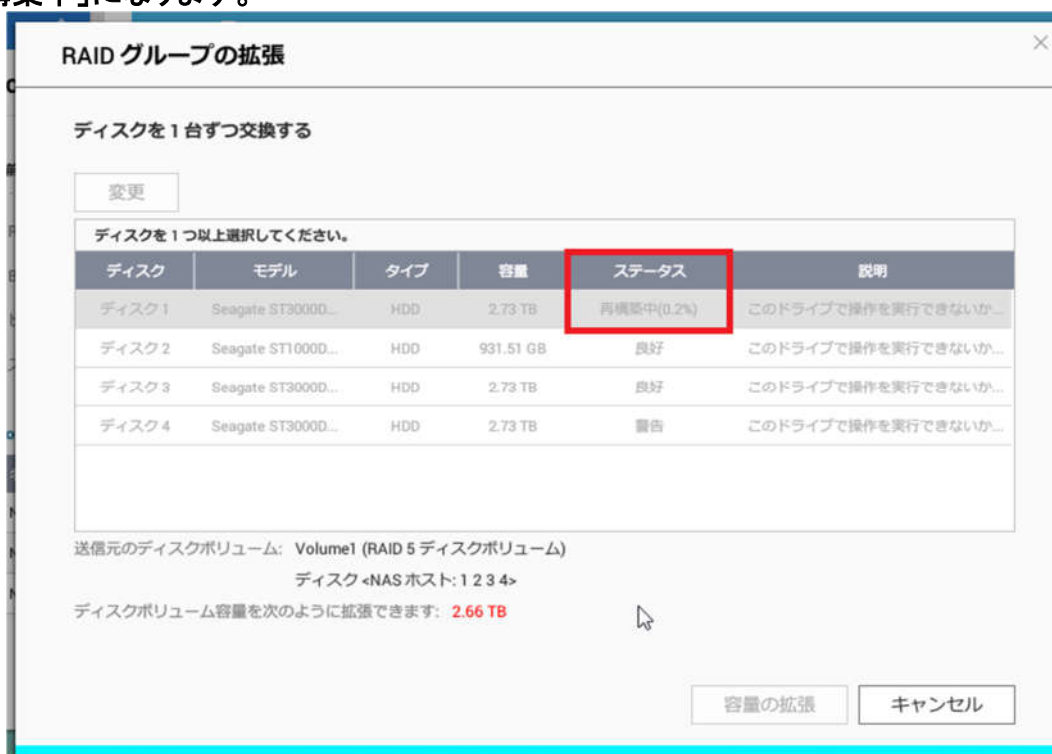 築中」になります。
RAID グループの拡張
ディスクを 1 台ずつ交換する
変更
ディスクを 1 つ以上選択してください。
ディスク モデル タイプ 容量 ステータス 説明
ディスク 1 Seagate ST3000D... HDD 2.73 TB 再構築中(0.2%) このドライブで操作を実行できないか...
ディスク 2 Seagate ST1000D... HDD 931.51 GB 良好 このドライブで操作を実行できないか...
ディスク 3 Seagate ST3000D... HDD 2.73 TB 良好 このドライブで操作を実行できないか...
ディスク 4 Seagate ST3000D... HDD 2.73 TB 警告 このドライブで操作を実行できないか...
送信元のディスクボリューム: Volume1 (RAID 5 ディスクボリューム)
ディスク <NAS ホスト: 1 2 3 4>
ディスクボリューム容量を次のように拡張できます: 2.66 TB
容量の拡張 キャンセル